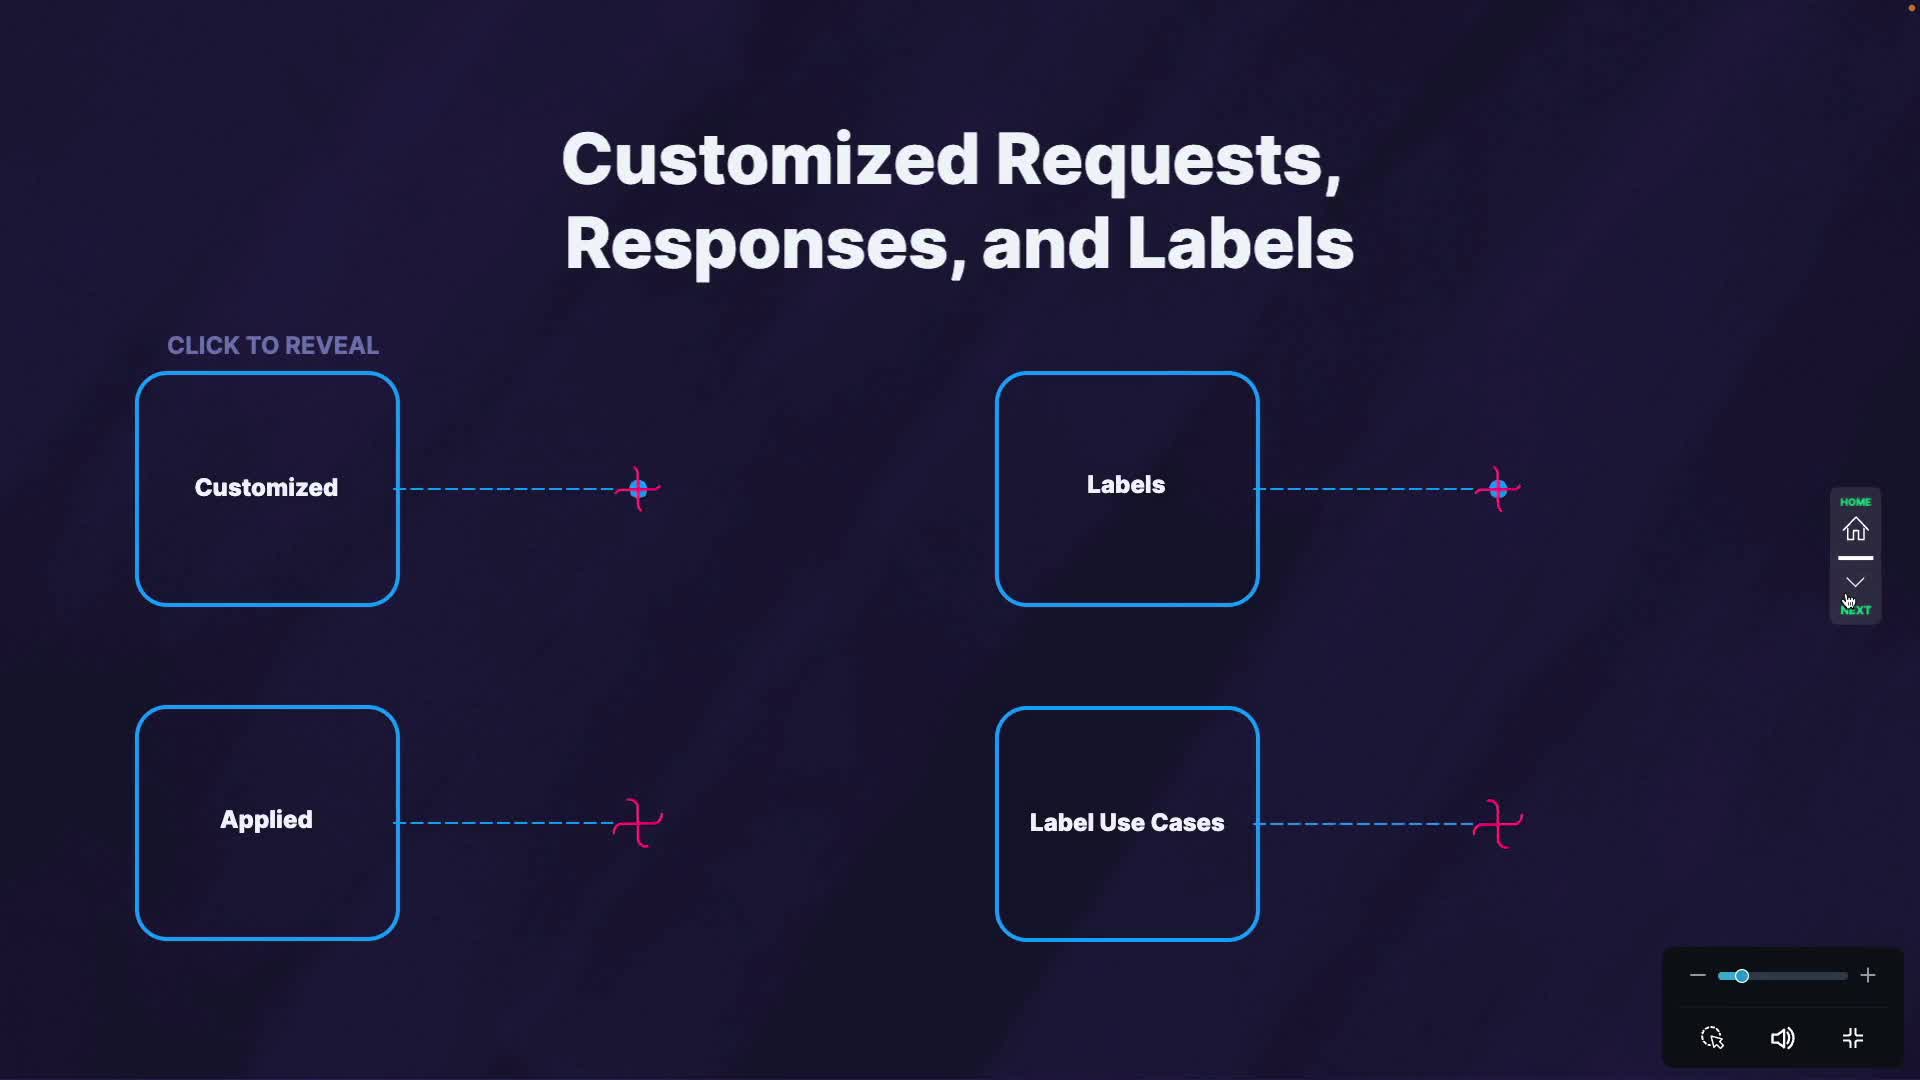 Customized Requests,
Responses, and Labels
CLICK TO REVEAL
Customized
Labels
HOME
NEXT
Applied
Label Use Cases